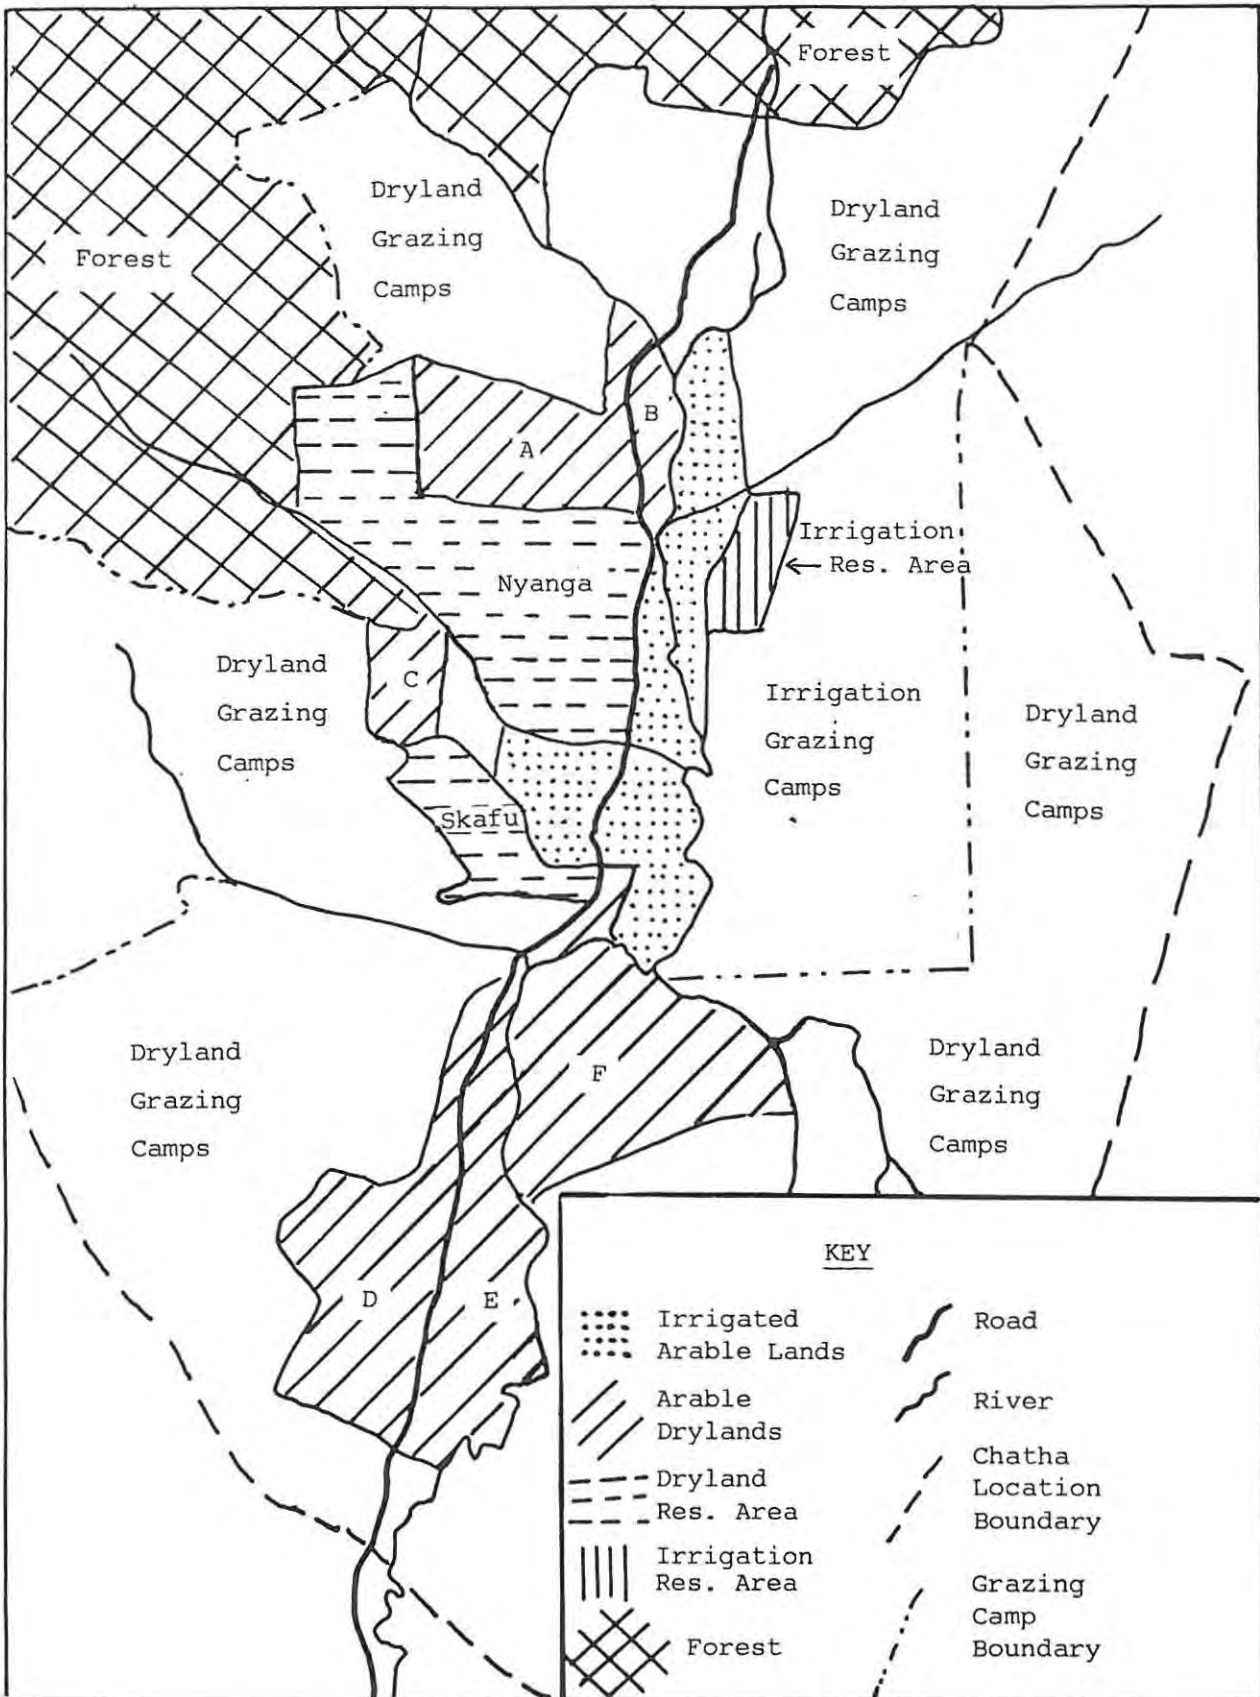 Forest
Dryland
Grazing
Camps
Dryland
Grazing
Camps
Forest
B
A
Irrigation
← Res. Area
Nyanga
Dryland
Grazing
Camps
C
Irrigation
Grazing
Camps
Dryland
Grazing
Camps
Skafu
Dryland
Grazing
Camps
F
Dryland
Grazing
Camps
D
E
KEY
Irrigated
Arable Lands
Arable
Drylands
Dryland
Res. Area
Irrigation
Res. Area
Forest
Road
River
Chatha
Location
Boundary
Grazing
Camp
Boundary